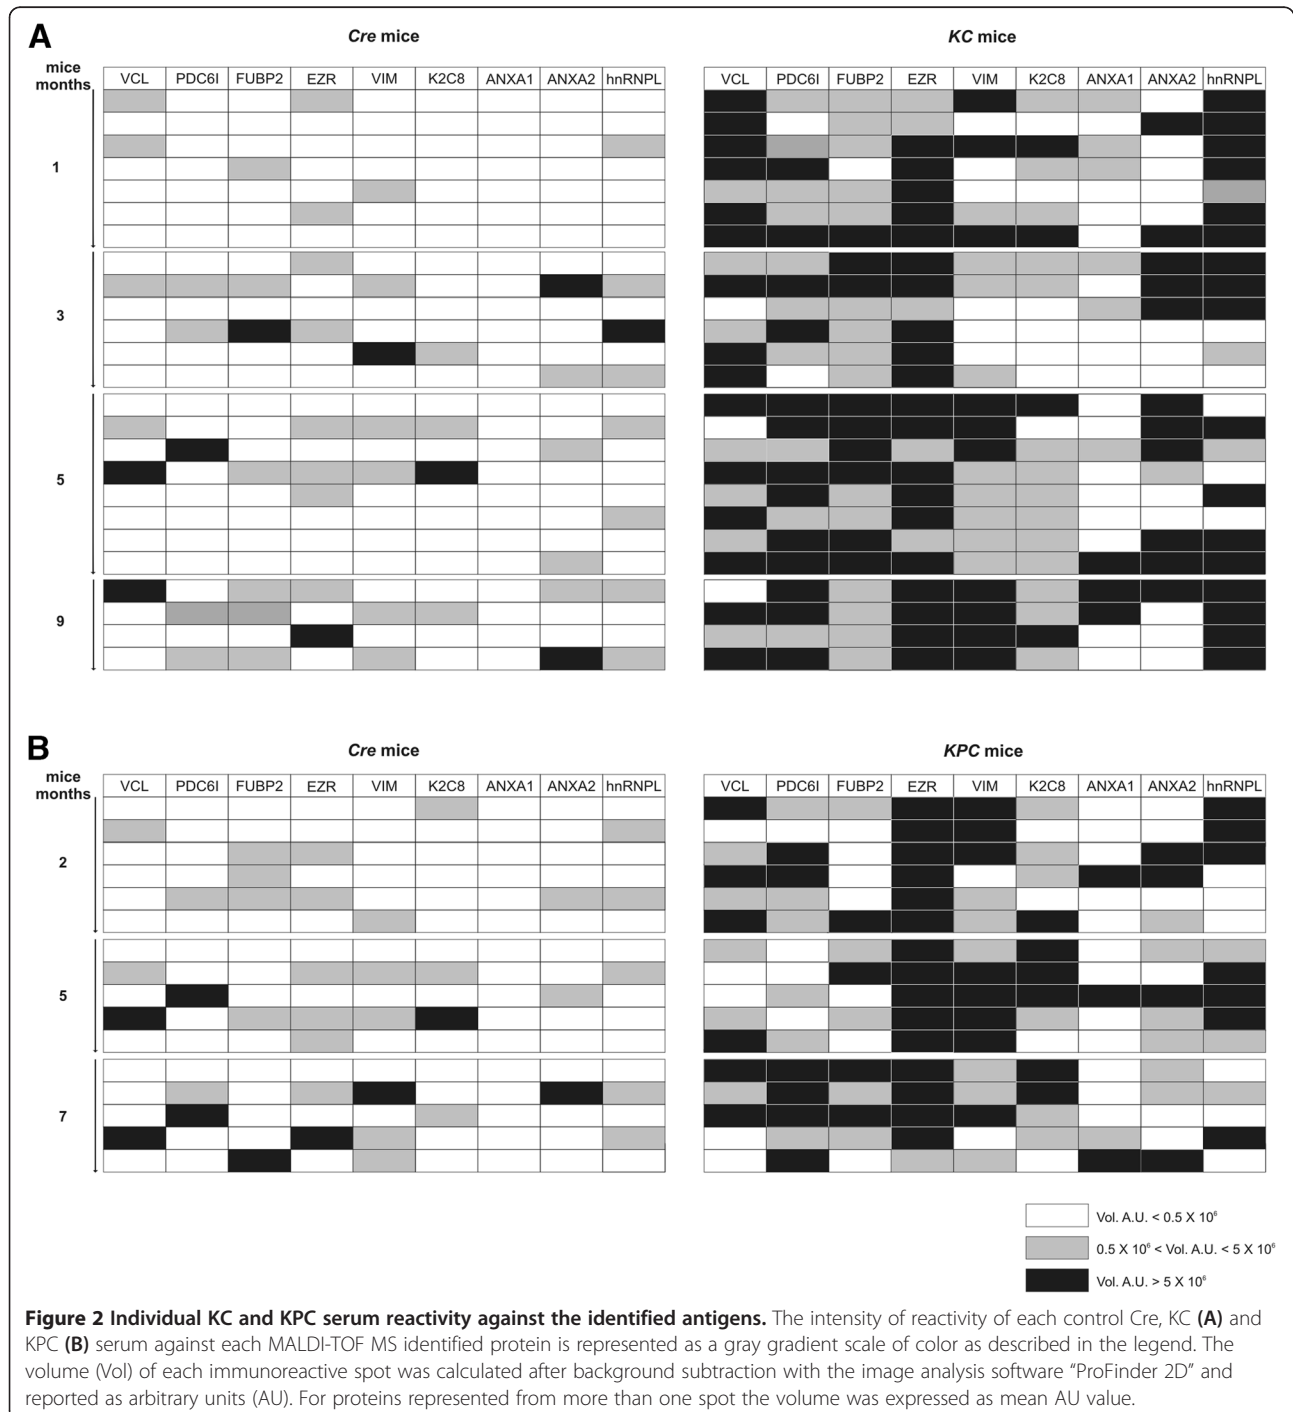 A
Cre mice
KC mice
mice months
VCL PDC6I FUBP2 EZR VIM K2C8 ANXA1 ANXA2 hnRNPL
VCL PDC6I FUBP2 EZR VIM K2C8 ANXA1 ANXA2 hnRNPL
1
3
5
9
B
Cre mice
KPC mice
mice months
VCL PDC6I FUBP2 EZR VIM K2C8 ANXA1 ANXA2 hnRNPL
VCL PDC6I FUBP2 EZR VIM K2C8 ANXA1 ANXA2 hnRNPL
2
5
7
Vol. A.U. < 0.5 X 10⁶
0.5 X 10⁶ < Vol. A.U. < 5 X 10⁶
Vol. A.U. > 5 X 10⁶
Figure 2 Individual KC and KPC serum reactivity against the identified antigens. The intensity of reactivity of each control Cre, KC (A) and
KPC (B) serum against each MALDI-TOF MS identified protein is represented as a gray gradient scale of color as described in the legend. The
volume (Vol) of each immunoreactive spot was calculated after background subtraction with the image analysis software “ProFinder 2D” and
reported as arbitrary units (AU). For proteins represented from more than one spot the volume was expressed as mean AU value.